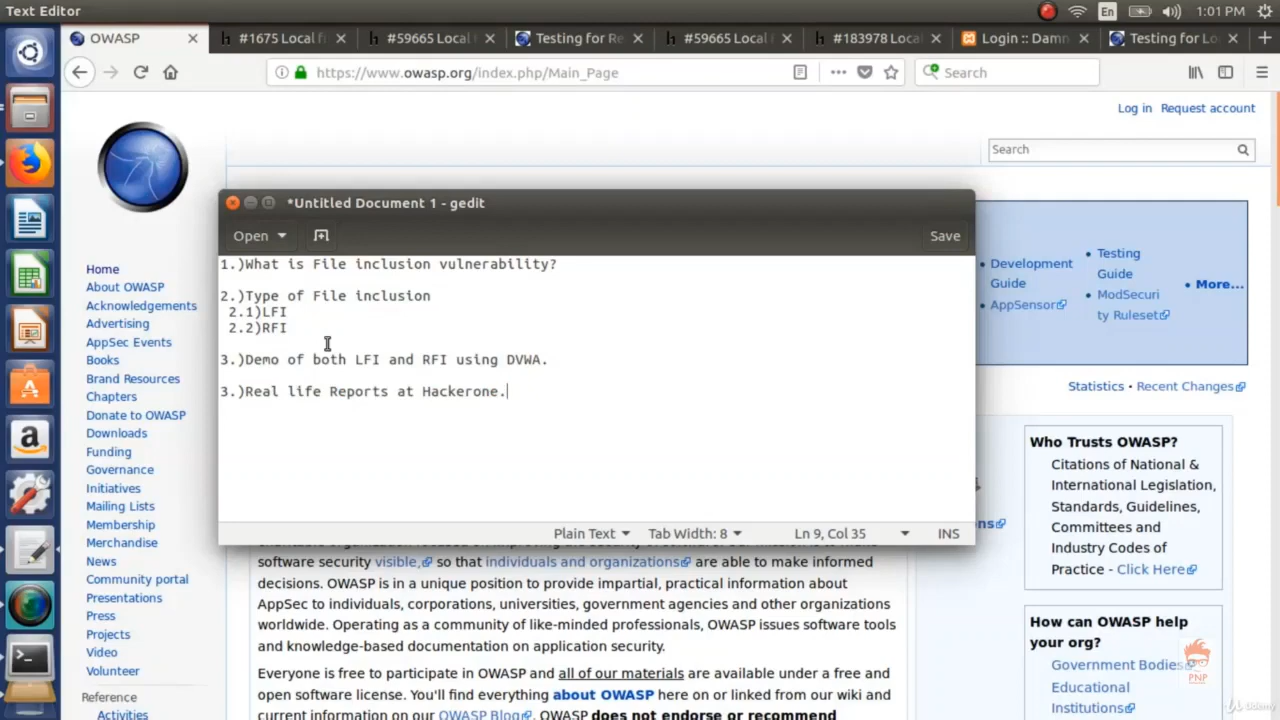 Text Editor
En
1:01 PM
OWASP
#1675 Local f
#59665 Local
Testing for Re
#59665 Local F
#183978 Loca
Login :: Damn
Testing for Lo
https://www.owasp.org/index.php/Main_Page
Search
Log in Request account
Search
*Untitled Document 1 - gedit
Open
Save
1.)What is File inclusion vulnerability?
2.)Type of File inclusion
2.1)LFI
2.2)RFI
3.)Demo of both LFI and RFI using DVWA.
3.)Real life Reports at Hackerone.
Plain Text
Tab Width: 8
Ln 9, Col 35
INS
Home
About OWASP
Acknowledgements
Advertising
AppSec Events
Books
Brand Resources
Chapters
Donate to OWASP
Downloads
Funding
Governance
Initiatives
Mailing Lists
Membership
Merchandise
News
Community portal
Presentations
Press
Projects
Video
Volunteer
Reference
Activities
Development
Guide
AppSensor
Testing
Guide
ModSecuri
ty Ruleset
More...
Statistics • Recent Changes
Who Trusts OWASP?
Citations of National &
International Legislation,
Standards, Guidelines,
Committees and
Industry Codes of
Practice - Click Here
How can OWASP help
your org?
Government Bodies
Educational
Institutions
software security visible, so that individuals and organizations are able to make informed
decisions. OWASP is in a unique position to provide impartial, practical information about
AppSec to individuals, corporations, universities, government agencies and other organizations
worldwide. Operating as a community of like-minded professionals, OWASP issues software tools
and knowledge-based documentation on application security.
Everyone is free to participate in OWASP and all of our materials are available under a free and
open software license. You'll find everything about OWASP here on or linked from our wiki and
current information on our OWASP Blog. OWASP does not endorse or recommend
PNP
Udemy